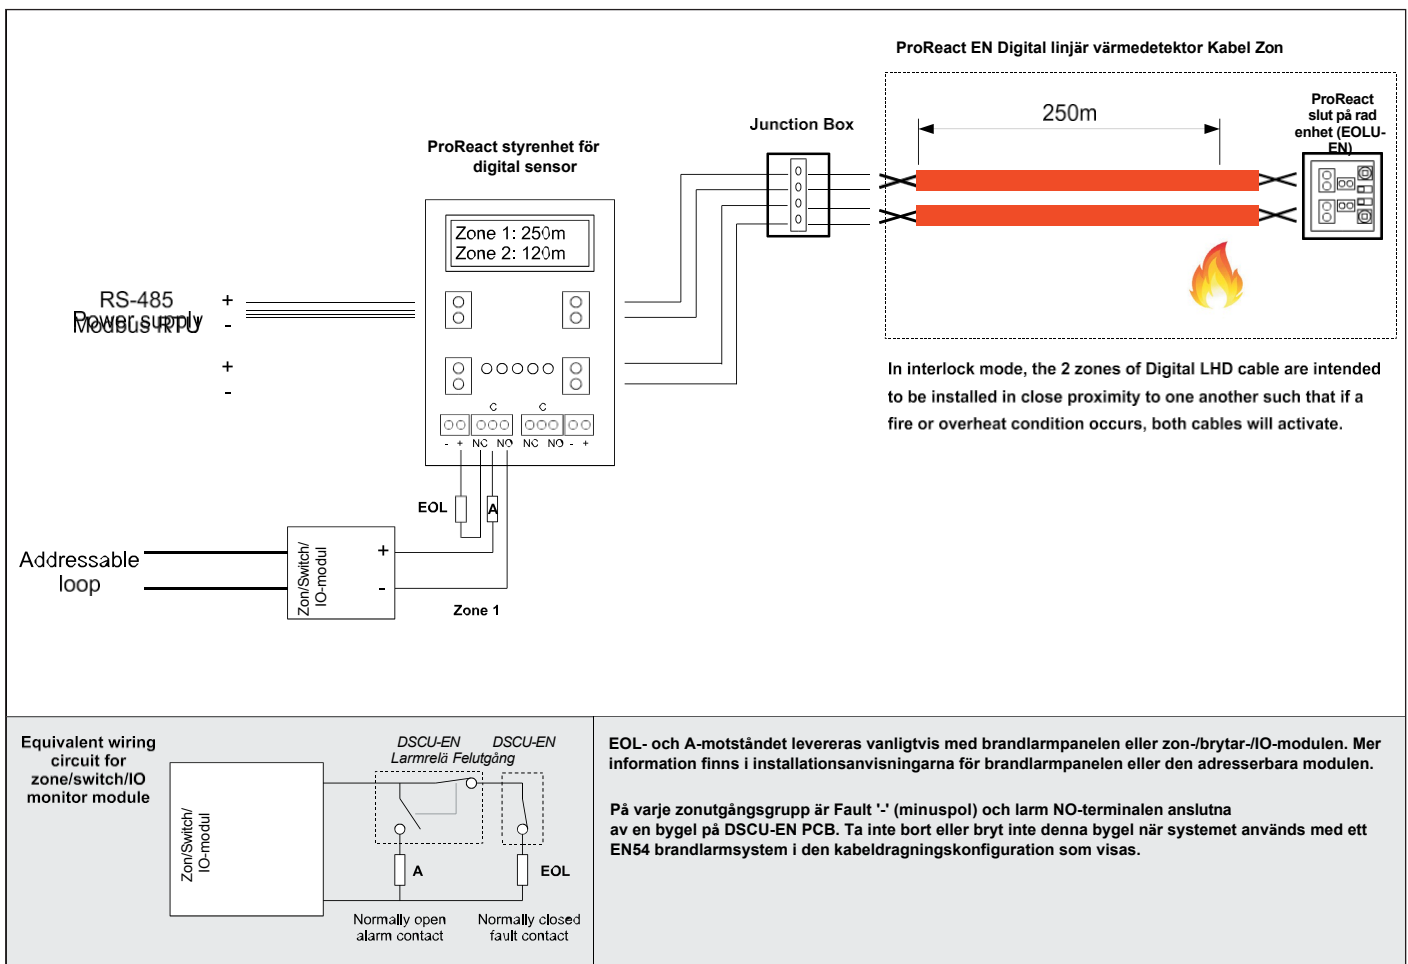 ProReact EN Digital linjär värmedetektor Kabel Zon
250m
ProReact
slut på rad
enhet (EOLU-
EN)
Junction Box
ProReact styrenhet för
digital sensor
Zone 1: 250m
Zone 2: 120m
RS-485
Power supply
Modbus RTU
+
-
+
-
In interlock mode, the 2 zones of Digital LHD cable are intended
to be installed in close proximity to one another such that if a
fire or overheat condition occurs, both cables will activate.
C C
- + NC NO NC NO - +
EOL
A
Addressable
loop
Zon/Switch/
IO-modul
+
-
Zone 1
Equivalent wiring
circuit for
zone/switch/IO
monitor module
Zon/Switch/
IO-modul
DSCU-EN DSCU-EN
Larmrelä Felutgång
A
EOL
Normally open
alarm contact
Normally closed
fault contact
EOL- och A-motståndet levereras vanligtvis med brandlarmpanelen eller zon-/brytar-/IO-modulen. Mer
information finns i installationsanvisningarna för brandlarmpanelen eller den adresserbara modulen.
På varje zonutgångsgrupp är Fault '-' (minuspol) och larm NO-terminalen anslutna
av en bygel på DSCU-EN PCB. Ta inte bort eller bryt inte denna bygel när systemet används med ett
EN54 brandlarmsystem i den kabeldragningskonfiguration som visas.